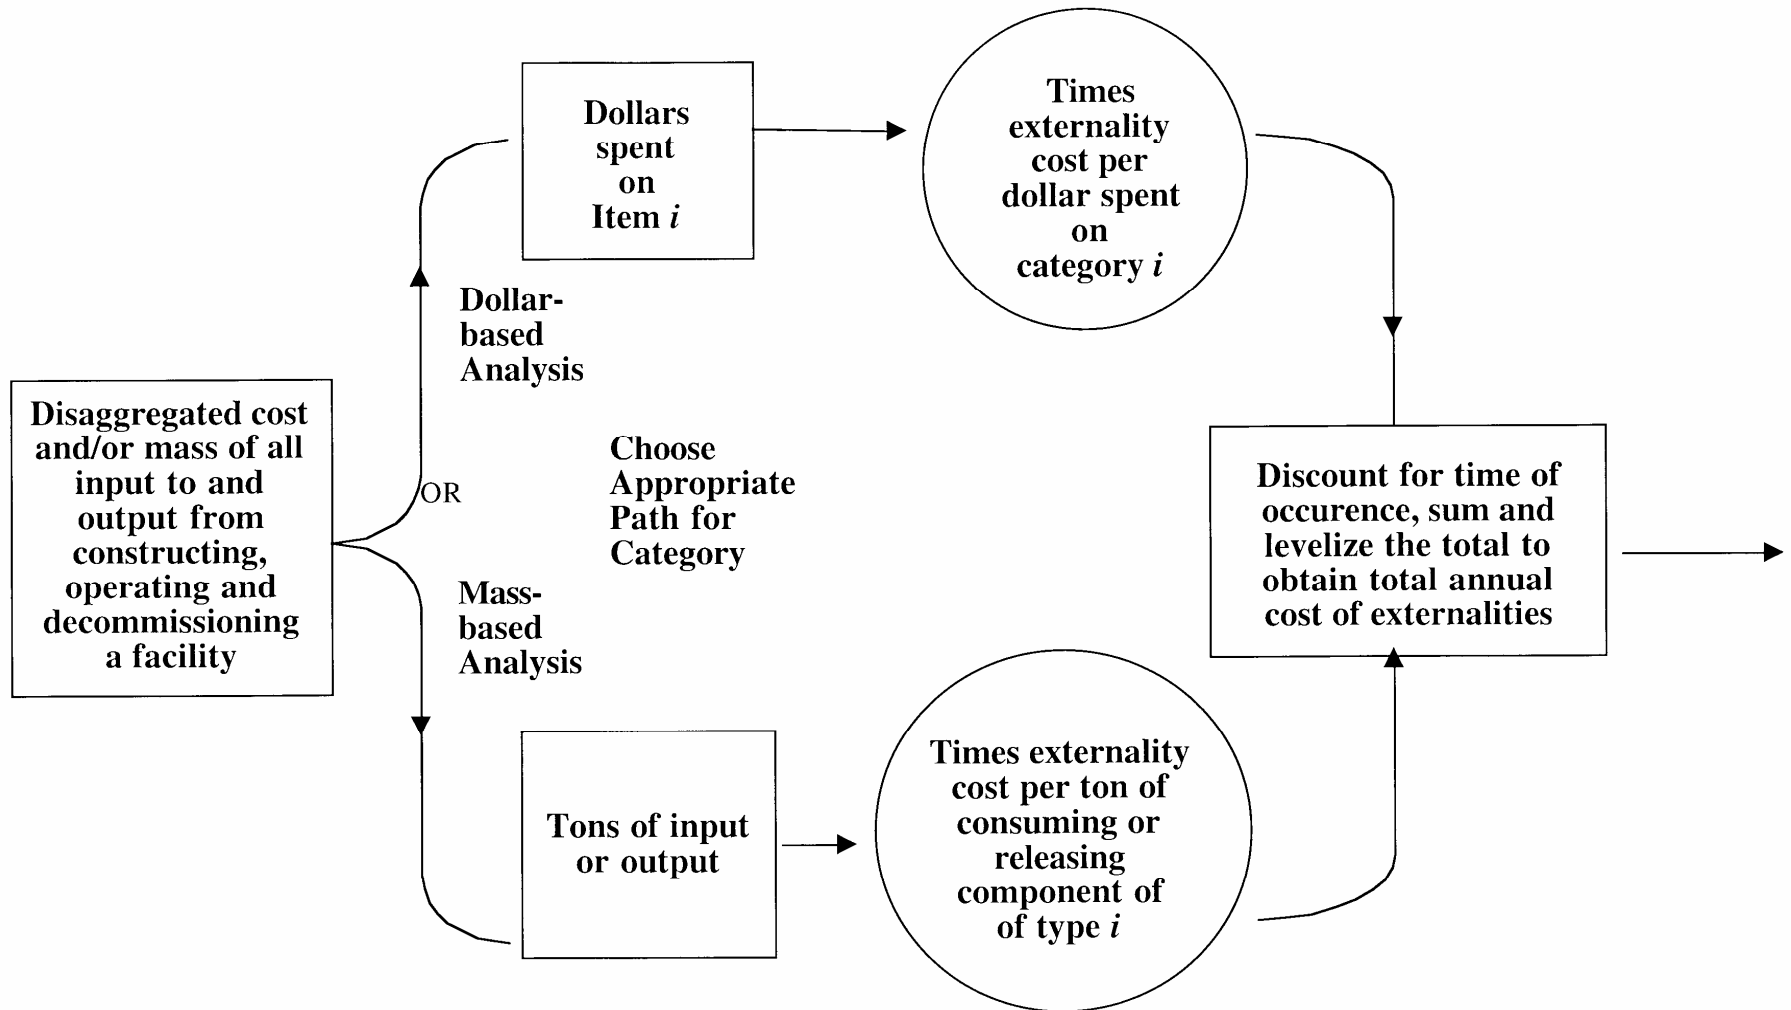 Disaggregated cost
and/or mass of all
input to and
output from
constructing,
operating and
decommissioning
a facility
OR
Dollar-
based
Analysis
Choose
Appropriate
Path for
Category
Mass-
based
Analysis
Dollars
spent
on
Item i
Times
externality
cost per
dollar spent
on
category i
Tons of input
or output
Times externality
cost per ton of
consuming or
releasing
component of
of type i
Discount for time of
occurence, sum and
levelize the total to
obtain total annual
cost of externalities